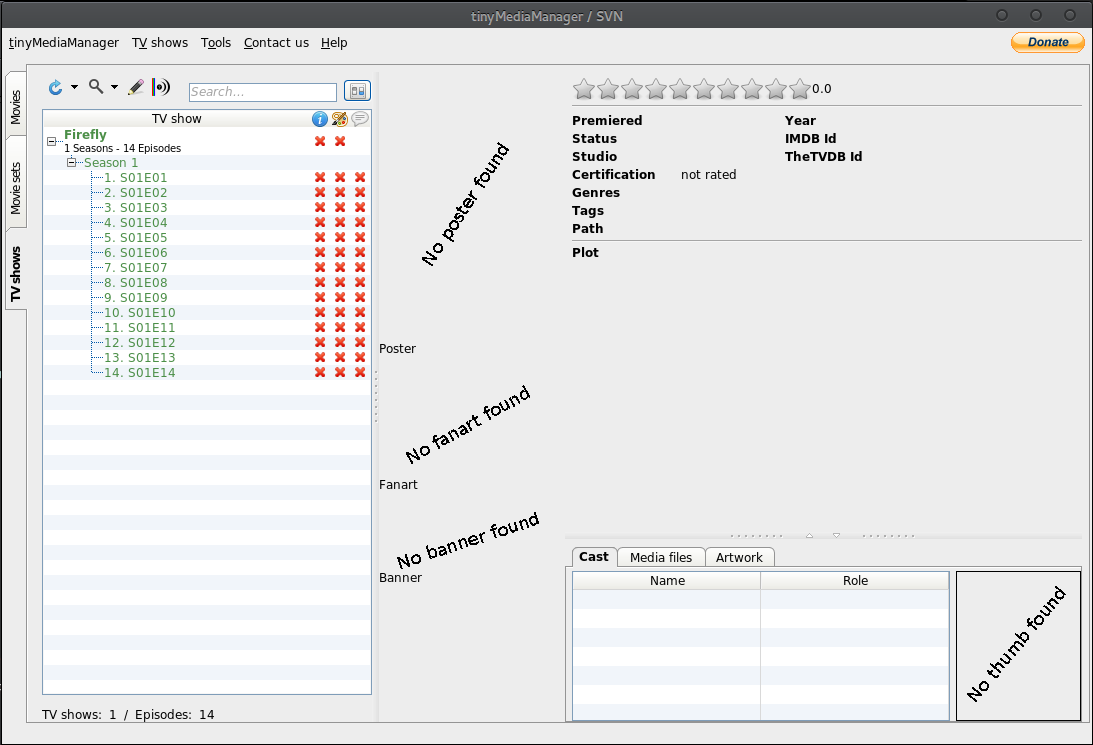 tinyMediaManager / SVN
tinyMediaManager TV shows Tools Contact us Help
Donate
Movies
Movie sets
TV shows
Search...
TV show
Firefly
1 Seasons - 14 Episodes
Season 1
1. S01E01
2. S01E02
3. S01E03
4. S01E04
5. S01E05
6. S01E06
7. S01E07
8. S01E08
9. S01E09
10. S01E10
11. S01E11
12. S01E12
13. S01E13
14. S01E14
TV shows: 1 / Episodes: 14
No poster found
Poster
No fanart found
Fanart
No banner found
Banner
0.0
Premiered Year
Status IMDB Id
Studio TheTVDB Id
Certification not rated
Genres
Tags
Path
Plot
Cast Media files Artwork
Name Role
No thumb found